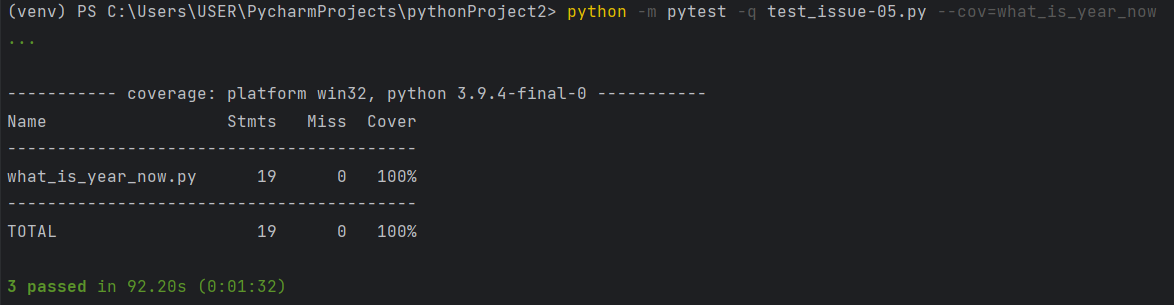 (venv) PS C:\Users\USER\PycharmProjects\pythonProject2> python -m pytest -q test_issue-05.py --cov=what_is_year_now
...
----------- coverage: platform win32, python 3.9.4-final-0 -----------
Name                  Stmts   Miss  Cover
-----------------------------------------
what_is_year_now.py      19      0   100%
-----------------------------------------
TOTAL                    19      0   100%
3 passed in 92.20s (0:01:32)